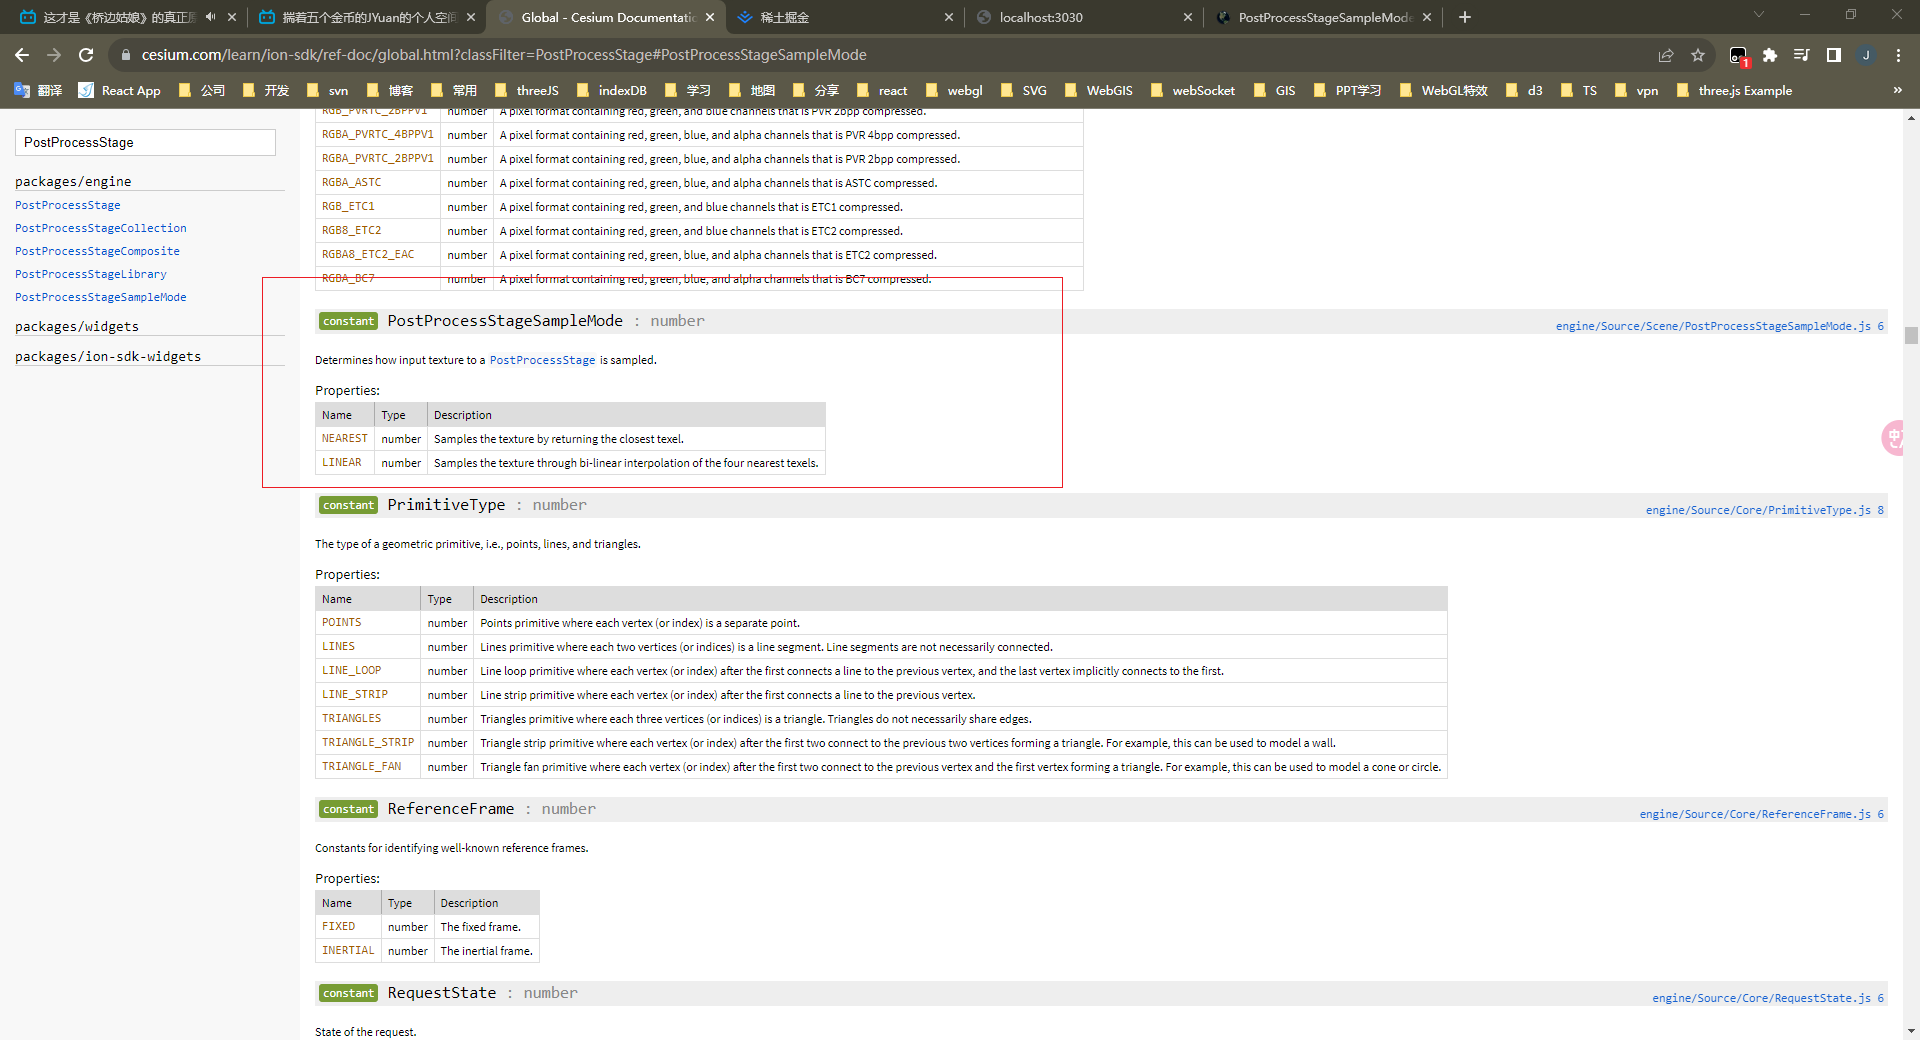 这才是《桥边姑娘》的真正
揣着五个金币的JYuan的个人空间
Global - Cesium Documentation
稀土掘金
localhost:3030
PostProcessStageSampleMode
cesium.com/learn/ion-sdk/ref-doc/global.html?classFilter=PostProcessStage#PostProcessStageSampleMode
1
J
翻译 React App 公司 开发 svn 博客 常用 threeJS indexDB 学习 地图 分享 react webgl SVG WebGIS webSocket GIS PPT学习 WebGL特效 d3 TS vpn three.js Example »
PostProcessStage
packages/engine
PostProcessStage
PostProcessStageCollection
PostProcessStageComposite
PostProcessStageLibrary
PostProcessStageSampleMode
packages/widgets
packages/ion-sdk-widgets
RGB_PVRTC_2BPPV1 number A pixel format containing red, green, and blue channels that is PVR 2bpp compressed.
RGBA_PVRTC_4BPPV1 number A pixel format containing red, green, blue, and alpha channels that is PVR 4bpp compressed.
RGBA_PVRTC_2BPPV1 number A pixel format containing red, green, blue, and alpha channels that is PVR 2bpp compressed.
RGBA_ASTC number A pixel format containing red, green, blue, and alpha channels that is ASTC compressed.
RGB_ETC1 number A pixel format containing red, green, and blue channels that is ETC1 compressed.
RGB8_ETC2 number A pixel format containing red, green, and blue channels that is ETC2 compressed.
RGBA8_ETC2_EAC number A pixel format containing red, green, blue, and alpha channels that is ETC2 compressed.
RGBA_BC7 number A pixel format containing red, green, blue, and alpha channels that is BC7 compressed.
constant PostProcessStageSampleMode : number
engine/Source/Scene/PostProcessStageSampleMode.js 6
Determines how input texture to a PostProcessStage is sampled.
Properties:
Name Type Description
NEAREST number Samples the texture by returning the closest texel.
LINEAR number Samples the texture through bi-linear interpolation of the four nearest texels.
constant PrimitiveType : number
engine/Source/Core/PrimitiveType.js 8
The type of a geometric primitive, i.e., points, lines, and triangles.
Properties:
Name Type Description
POINTS number Points primitive where each vertex (or index) is a separate point.
LINES number Lines primitive where each two vertices (or indices) is a line segment. Line segments are not necessarily connected.
LINE_LOOP number Line loop primitive where each vertex (or index) after the first connects a line to the previous vertex, and the last vertex implicitly connects to the first.
LINE_STRIP number Line strip primitive where each vertex (or index) after the first connects a line to the previous vertex.
TRIANGLES number Triangles primitive where each three vertices (or indices) is a triangle. Triangles do not necessarily share edges.
TRIANGLE_STRIP number Triangle strip primitive where each vertex (or index) after the first two connect to the previous two vertices forming a triangle. For example, this can be used to model a wall.
TRIANGLE_FAN number Triangle fan primitive where each vertex (or index) after the first two connect to the previous vertex and the first vertex forming a triangle. For example, this can be used to model a cone or circle.
constant ReferenceFrame : number
engine/Source/Core/ReferenceFrame.js 6
Constants for identifying well-known reference frames.
Properties:
Name Type Description
FIXED number The fixed frame.
INERTIAL number The inertial frame.
constant RequestState : number
engine/Source/Core/RequestState.js 6
State of the request.
中